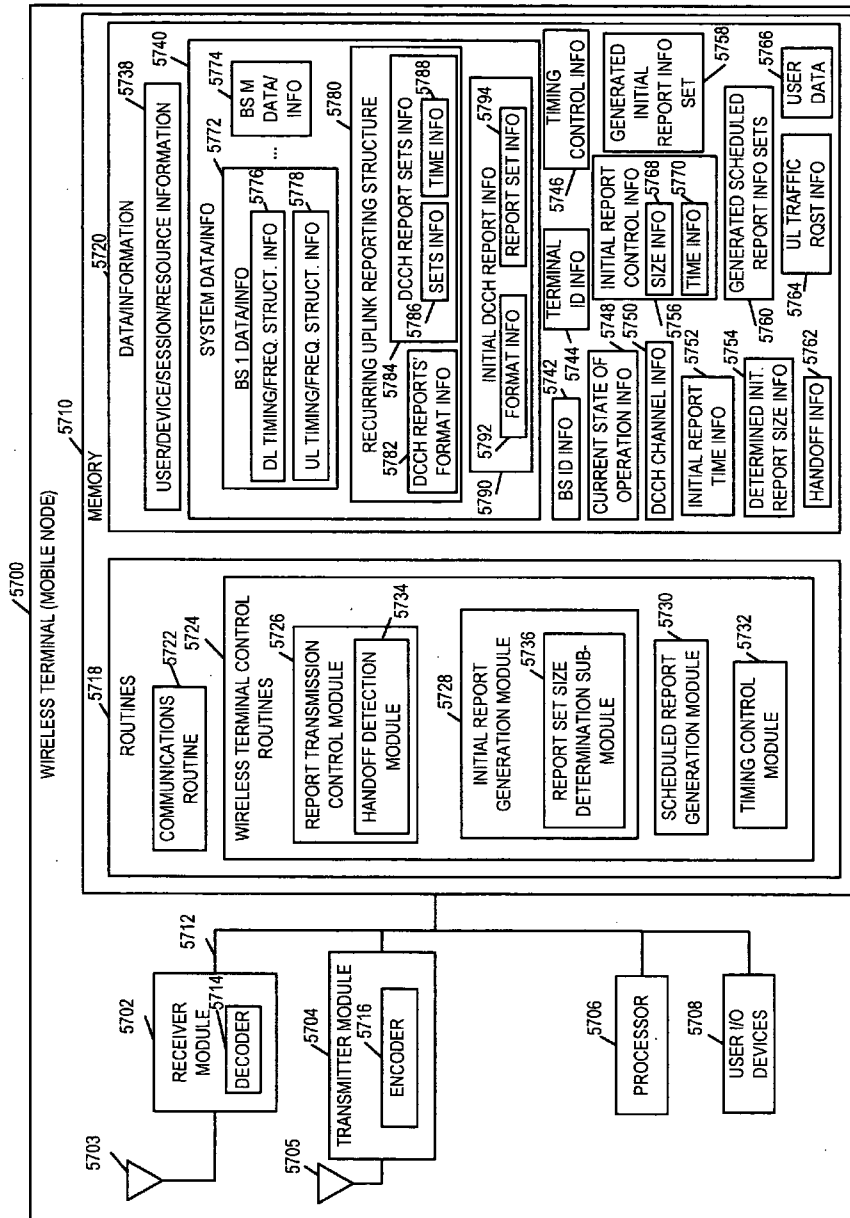 5700
WIRELESS TERMINAL (MOBILE NODE)
5703
5702
RECEIVER
MODULE
5714
DECODER
5712
5705
5704
TRANSMITTER MODULE
5716
ENCODER
5706
PROCESSOR
5708
USER I/O
DEVICES
5710
MEMORY
5718
ROUTINES
5722
COMMUNICATIONS
ROUTINE
5724
WIRELESS TERMINAL CONTROL
ROUTINES
5726
REPORT TRANSMISSION
CONTROL MODULE
5734
HANDOFF DETECTION
MODULE
5728
INITIAL REPORT
GENERATION MODULE
5736
REPORT SET SIZE
DETERMINATION SUB-
MODULE
5730
SCHEDULED REPORT
GENERATION MODULE
5732
TIMING CONTROL
MODULE
5720
DATA/INFORMATION
5738
USER/DEVICE/SESSION/RESOURCE INFORMATION
5740
SYSTEM DATA/INFO
5772
BS 1 DATA/INFO
5776
DL TIMING/FREQ. STRUCT. INFO
5778
UL TIMING/FREQ. STRUCT. INFO
...
5774
BS M
DATA/
INFO
5780
RECURRING UPLINK REPORTING STRUCTURE
5782
DCCH REPORTS'
FORMAT INFO
5784
DCCH REPORT SETS INFO
5786
SETS INFO
5788
TIME INFO
5790
INITIAL DCCH REPORT INFO
5792
FORMAT INFO
5794
REPORT SET INFO
5742
BS ID INFO
5744
TERMINAL
ID INFO
5746
TIMING
CONTROL INFO
5748
CURRENT STATE OF
OPERATION INFO
5750
DCCH CHANNEL INFO
5756
INITIAL REPORT
CONTROL INFO
5768
SIZE INFO
5770
TIME INFO
5758
GENERATED
INITIAL
REPORT INFO
SET
5752
INITIAL REPORT
TIME INFO
5754
DETERMINED INIT.
REPORT SIZE INFO
5760
GENERATED SCHEDULED
REPORT INFO SETS
5762
HANDOFF INFO
5764
UL TRAFFIC
RQST INFO
5766
USER
DATA